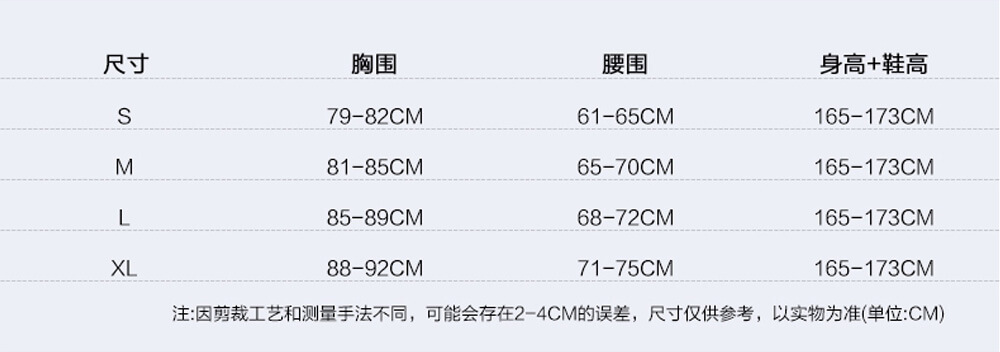 尺寸 胸围 腰围 身高+鞋高
S 79-82CM 61-65CM 165-173CM
M 81-85CM 65-70CM 165-173CM
L 85-89CM 68-72CM 165-173CM
XL 88-92CM 71-75CM 165-173CM
注:因剪裁工艺和测量手法不同，可能会存在2-4CM的误差，尺寸仅供参考，以实物为准(单位:CM)